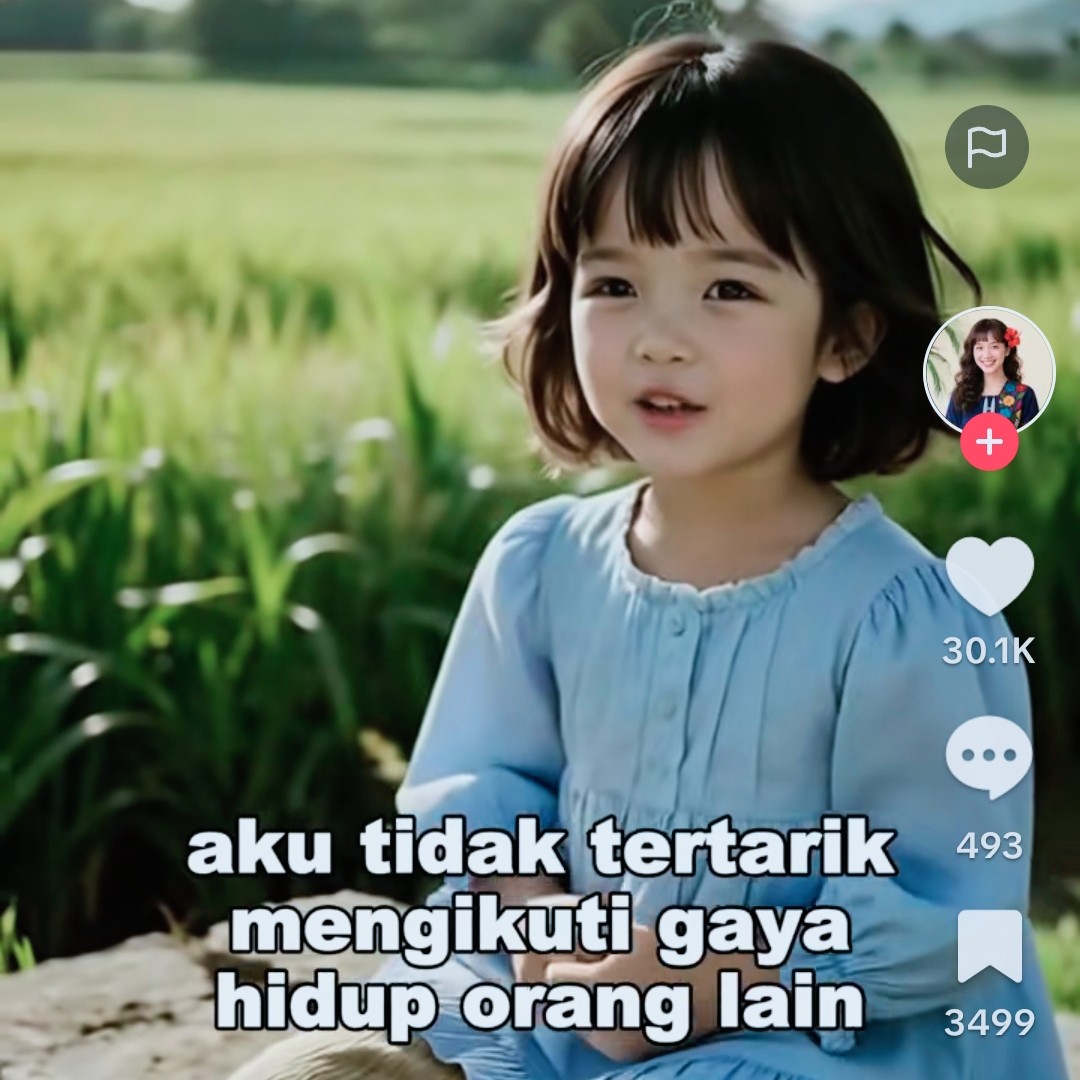 30.1K
493
aku tidak tertarik
mengikuti gaya
hidup orang lain
3499